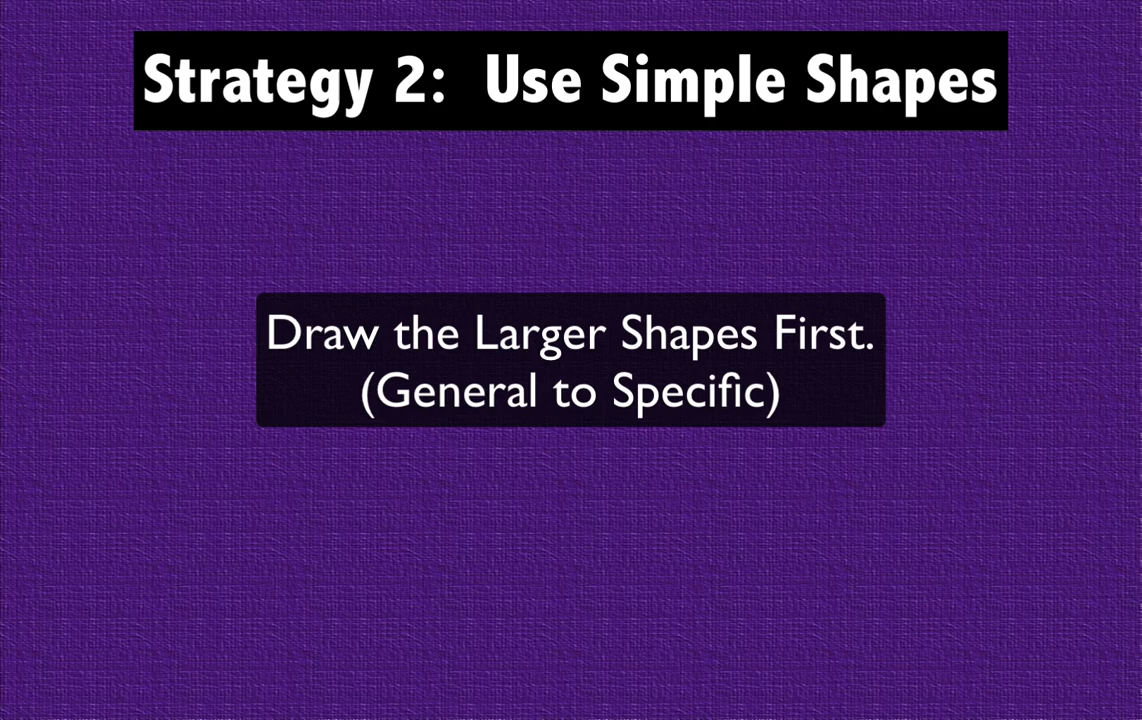 Strategy 2: Use Simple Shapes
Draw the Larger Shapes First.
(General to Specific)